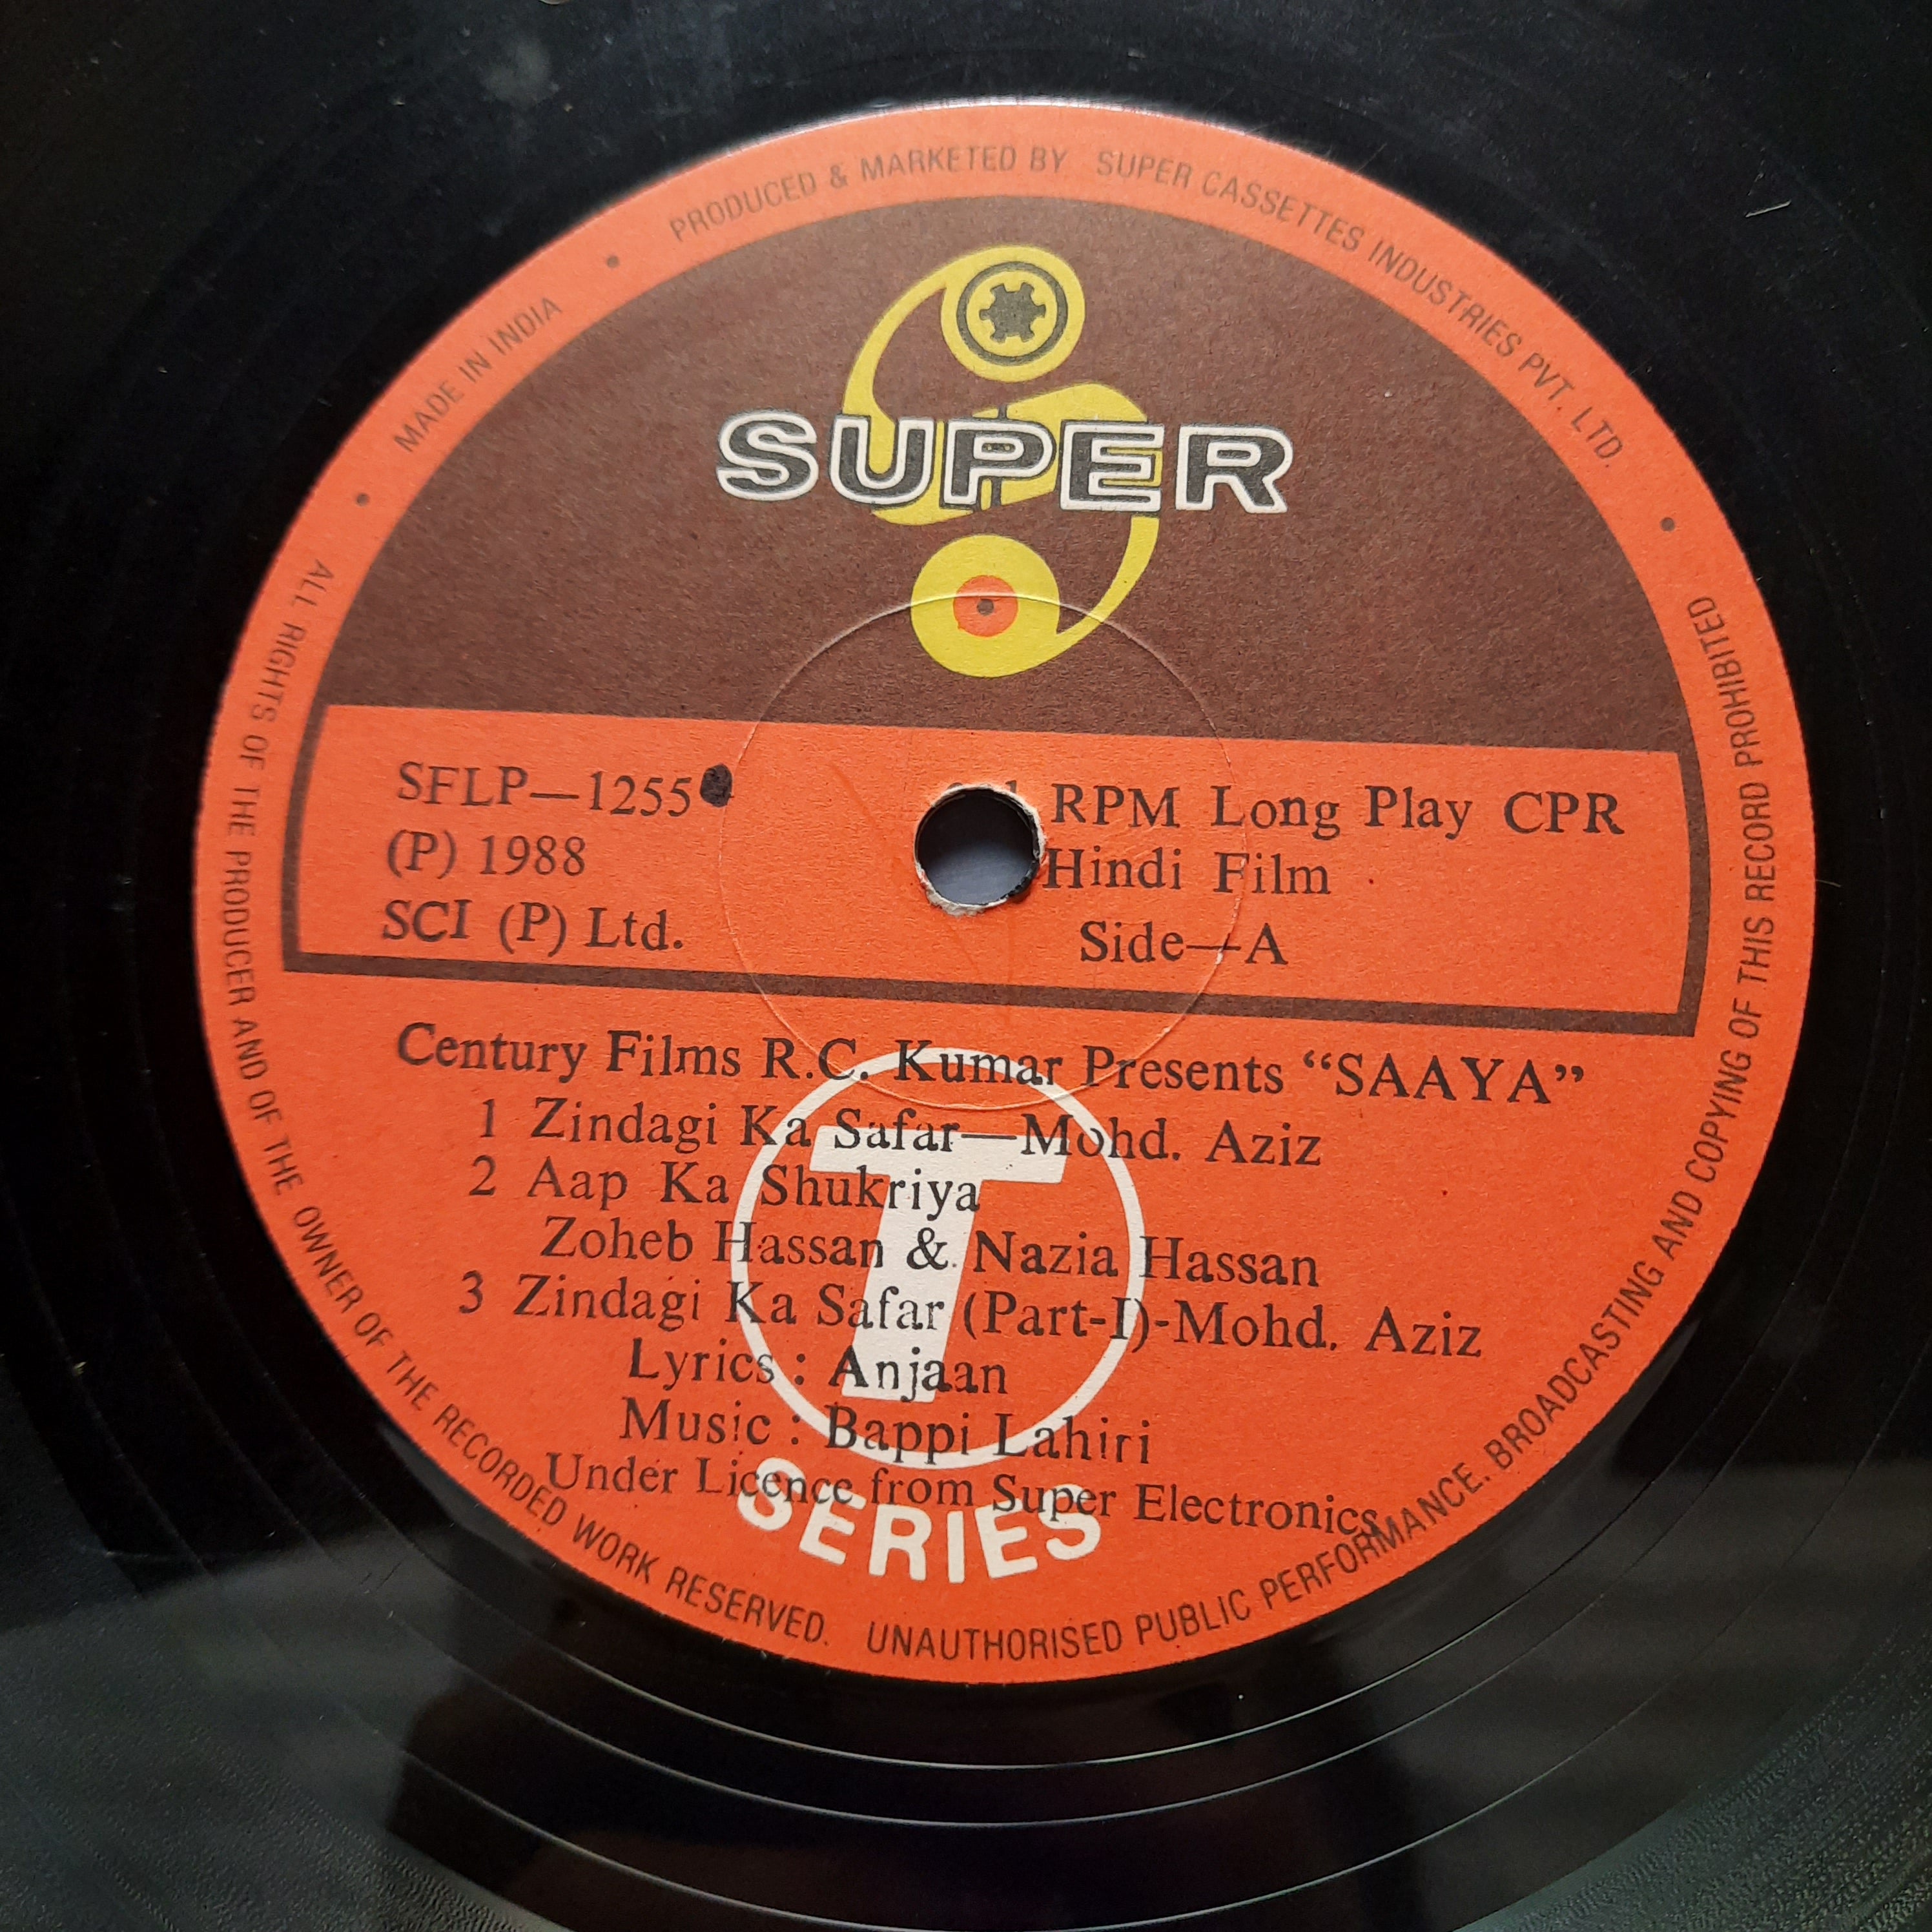 MADE IN INDIA • PRODUCED & MARKETED BY SUPER CASSETTES INDUSTRIES PVT. LTD. •
SUPER
SFLP—1255
(P) 1988
SCI (P) Ltd.
RPM Long Play CPR
Hindi Film
Side—A
Century Films R.C. Kumar Presents “SAAYA”
1 Zindagi Ka Safar—Mohd. Aziz
2 Aap Ka Shukriya
Zoheb Hassan & Nazia Hassan
3 Zindagi Ka Safar (Part-I)-Mohd. Aziz
Lyrics : Anjaan
Music : Bappi Lahiri
Under Licence from Super Electronics
T
SERIES
• ALL RIGHTS OF THE PRODUCER AND OF THE OWNER OF THE RECORDED WORK RESERVED. UNAUTHORISED PUBLIC PERFORMANCE. BROADCASTING AND COPYING OF THIS RECORD PROHIBITED